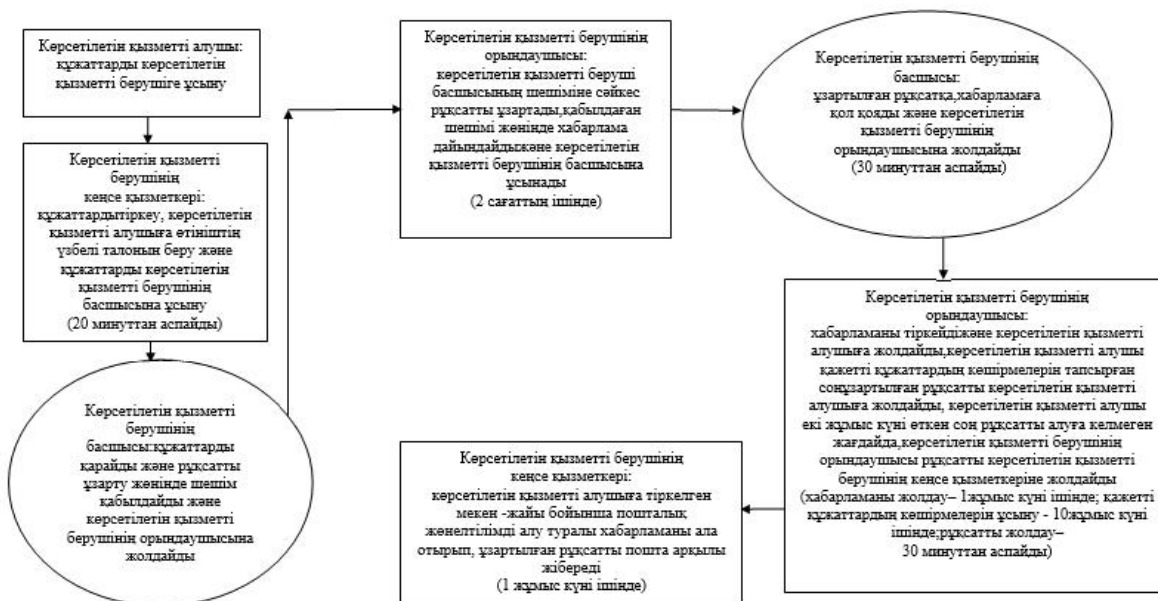 Көрсетілетін қызметті алушы:
құжаттарды көрсетілетін
қызметті берушіге ұсыну
Көрсетілетін қызметті
берушінің
кеңсе қызметкері:
құжаттардытіркеу, көрсетілетін
қызметті алушыға өтініштің
үзбелі талонын беру және
құжаттарды көрсетілетін
қызметті берушінің
басшысына ұсыну
(20 минуттан аспайды)
Көрсетілетін қызметті
берушінің
басшысы:құжаттарды
қарайды және рұқсатты
ұзарту жөнінде шешім
қабылдайды және
көрсетілетін қызметті
берушінің орындаушысына
жолдайды
Көрсетілетін қызметті берушінің
орындаушысы:
көрсетілетін қызметті беруші
басшысының шешіміне сәйкес
рұқсатты ұзартады,қабылдаған
шешімі жөнінде хабарлама
дайындайдыжәне көрсетілетін
қызметті берушінің басшысына
ұсынады
(2 сағаттың ішінде)
Көрсетілетін қызметті берушінің
басшысы:
ұзартылған рұқсатқа,хабарламаға
қол қояды және көрсетілетін
қызметті берушінің
орындаушысына жолдайды
(30 минуттан аспайды)
Көрсетілетін қызметті берушінің
орындаушысы:
хабарламаны тіркейдіжәне көрсетілетін қызметті
алушыға жолдайды,көрсетілетін қызметті алушы
қажетті құжаттардың көшірмелерін тапсырған
соңұзартылған рұқсатты көрсетілетін қызметті
алушыға жолдайды, көрсетілетін қызметті алушы
екі жұмыс күні өткен соң рұқсатты алуға келмеген
жағдайда,көрсетілетін қызметті берушінің
орындаушысы рұқсатты көрсетілетін қызметті
берушінің кеңсе қызметкеріне жолдайды
(хабарламаны жолдау– 1жұмыс күні ішінде; қажетті
құжаттардың көшірмелерін ұсыну - 10жұмыс күні
ішінде;рұқсатты жолдау–
30 минуттан аспайды)
Көрсетілетін қызметті берушінің
кеңсе қызметкері:
көрсетілетін қызметті алушыға тіркелген
мекен -жайы бойынша пошталық
жөнелтілімді алу туралы хабарламаны ала
отырып, ұзартылған рұқсатты пошта арқылы
жібереді
(1 жұмыс күні ішінде)